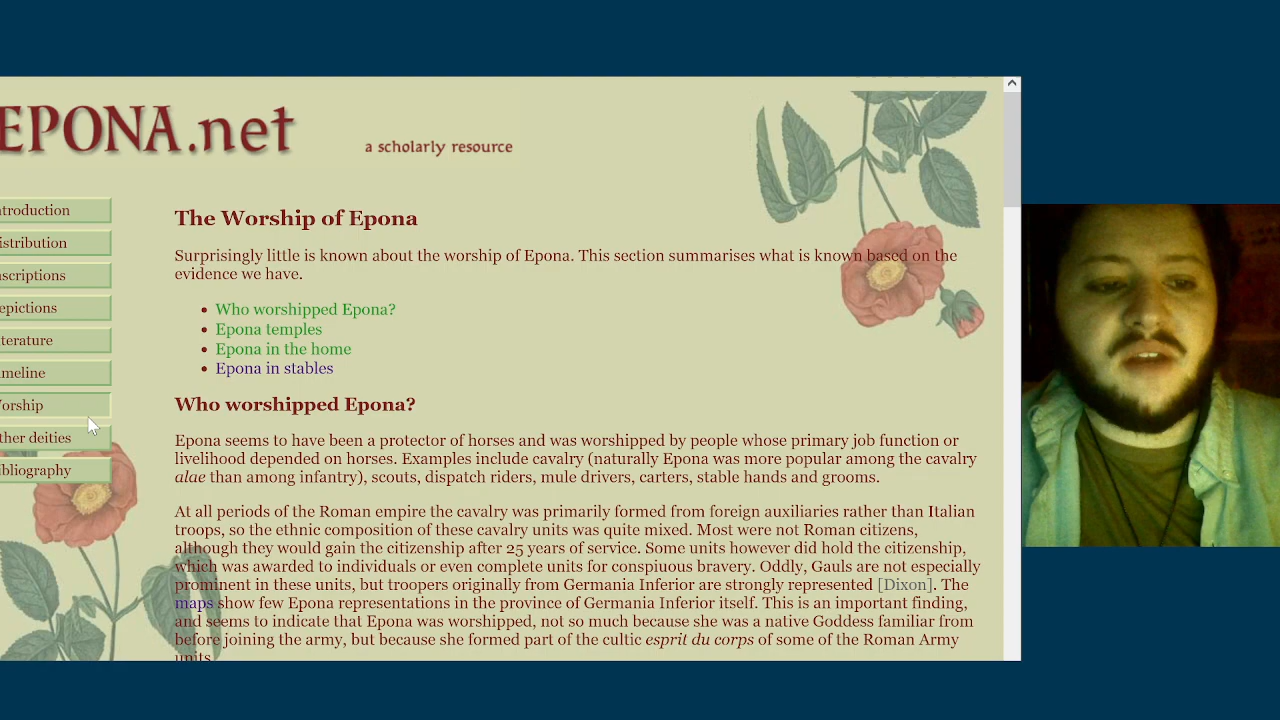 EPONA.net
a scholarly resource
ntroduction
istribution
nscriptions
epictions
iterature
imeline
Vorship
ther deities
ibliography
The Worship of Epona
Surprisingly little is known about the worship of Epona. This section summarises what is known based on the
evidence we have.
Who worshipped Epona?
Epona temples
Epona in the home
Epona in stables
Who worshipped Epona?
Epona seems to have been a protector of horses and was worshipped by people whose primary job function or
livelihood depended on horses. Examples include cavalry (naturally Epona was more popular among the cavalry
alae than among infantry), scouts, dispatch riders, mule drivers, carters, stable hands and grooms.
At all periods of the Roman empire the cavalry was primarily formed from foreign auxiliaries rather than Italian
troops, so the ethnic composition of these cavalry units was quite mixed. Most were not Roman citizens,
although they would gain the citizenship after 25 years of service. Some units however did hold the citizenship,
which was awarded to individuals or even complete units for conspiuous bravery. Oddly, Gauls are not especially
prominent in these units, but troopers originally from Germania Inferior are strongly represented [Dixon]. The
maps show few Epona representations in the province of Germania Inferior itself. This is an important finding,
and seems to indicate that Epona was worshipped, not so much because she was a native Goddess familiar from
before joining the army, but because she formed part of the cultic esprit du corps of some of the Roman Army
units.